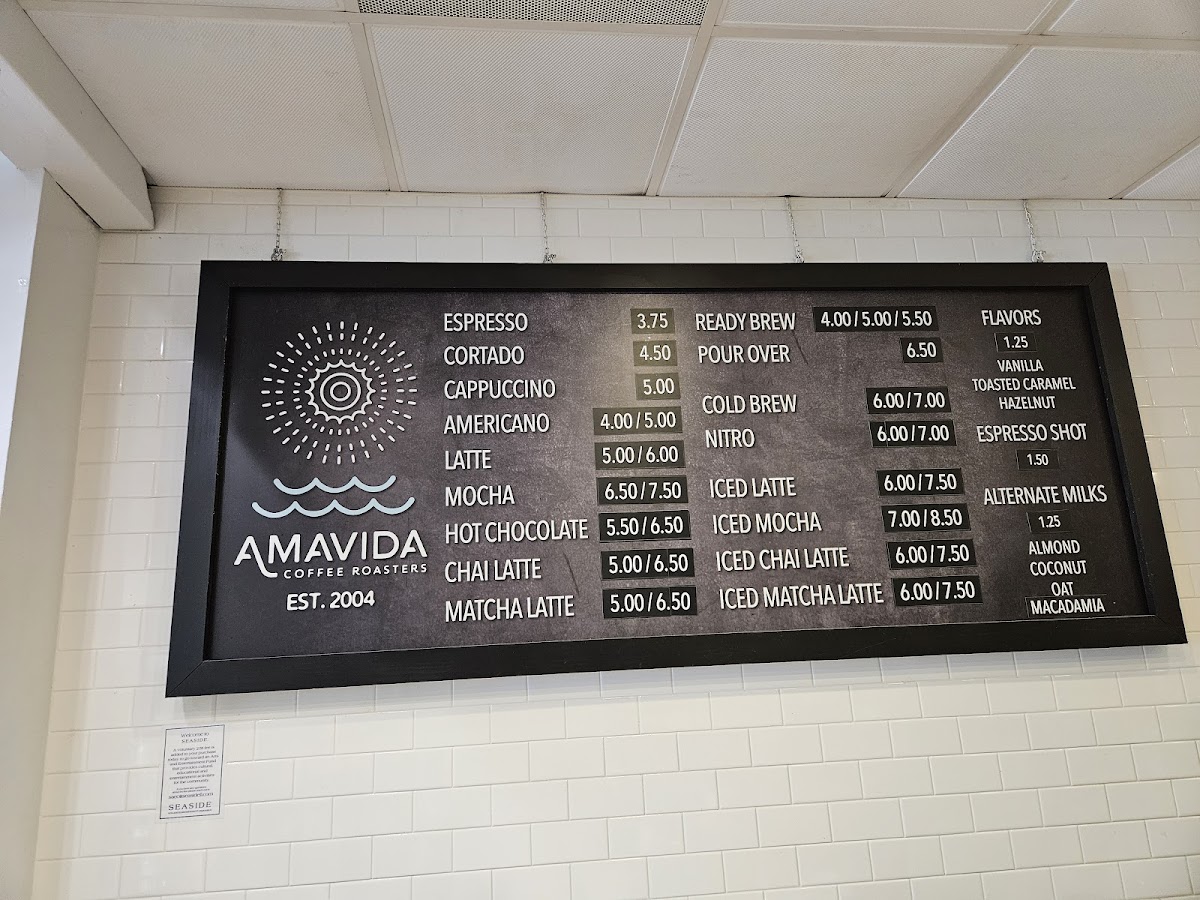 AMAVIDA
COFFEE ROASTERS
EST. 2004
ESPRESSO 3.75
CORTADO 4.50
CAPPUCCINO 5.00
AMERICANO 4.00/5.00
LATTE 5.00/6.00
MOCHA 6.50/7.50
HOT CHOCOLATE 5.50/6.50
CHAI LATTE 5.00/6.50
MATCHA LATTE 5.00/6.50
READY BREW 4.00/5.00/5.50
POUR OVER 6.50
COLD BREW 6.00/7.00
NITRO 6.00/7.00
ICED LATTE 6.00/7.50
ICED MOCHA 7.00/8.50
ICED CHAI LATTE 6.00/7.50
ICED MATCHA LATTE 6.00/7.50
FLAVORS
1.25
VANILLA
TOASTED CARAMEL
HAZELNUT
ESPRESSO SHOT
1.50
ALTERNATE MILKS
1.25
ALMOND
COCONUT
OAT
MACADAMIA
Welcome to
SEASIDE
SEASIDE